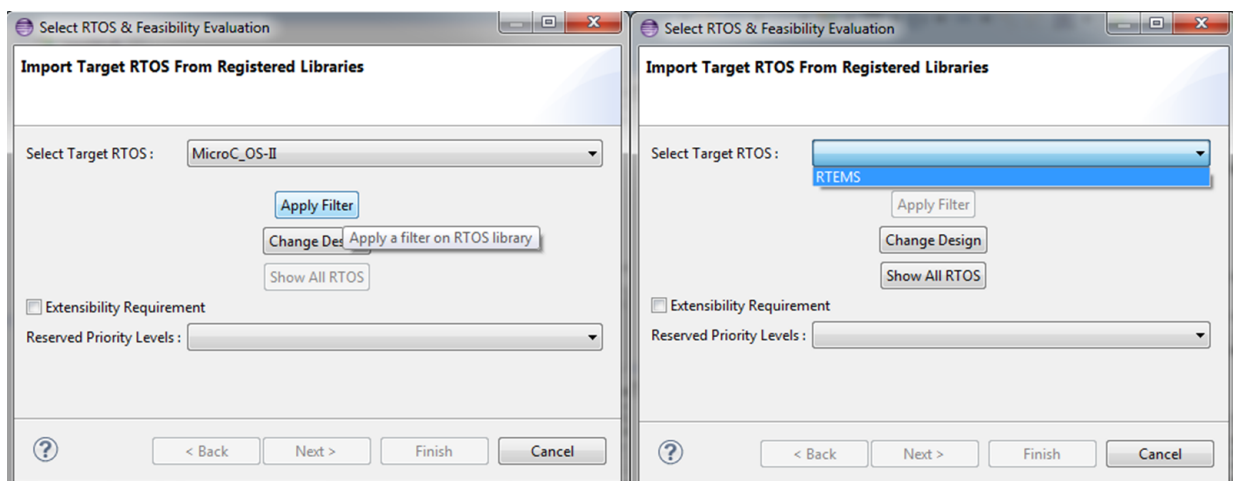 Select RTOS & Feasibility Evaluation
Import Target RTOS From Registered Libraries
Select Target RTOS :
MicroC_OS-II
Apply Filter
Change Des
Apply a filter on RTOS library
Show All RTOS
Extensibility Requirement
Reserved Priority Levels :
?
< Back
Next >
Finish
Cancel
Select RTOS & Feasibility Evaluation
Import Target RTOS From Registered Libraries
Select Target RTOS :
RTEMS
Apply Filter
Change Design
Show All RTOS
Extensibility Requirement
Reserved Priority Levels :
?
< Back
Next >
Finish
Cancel